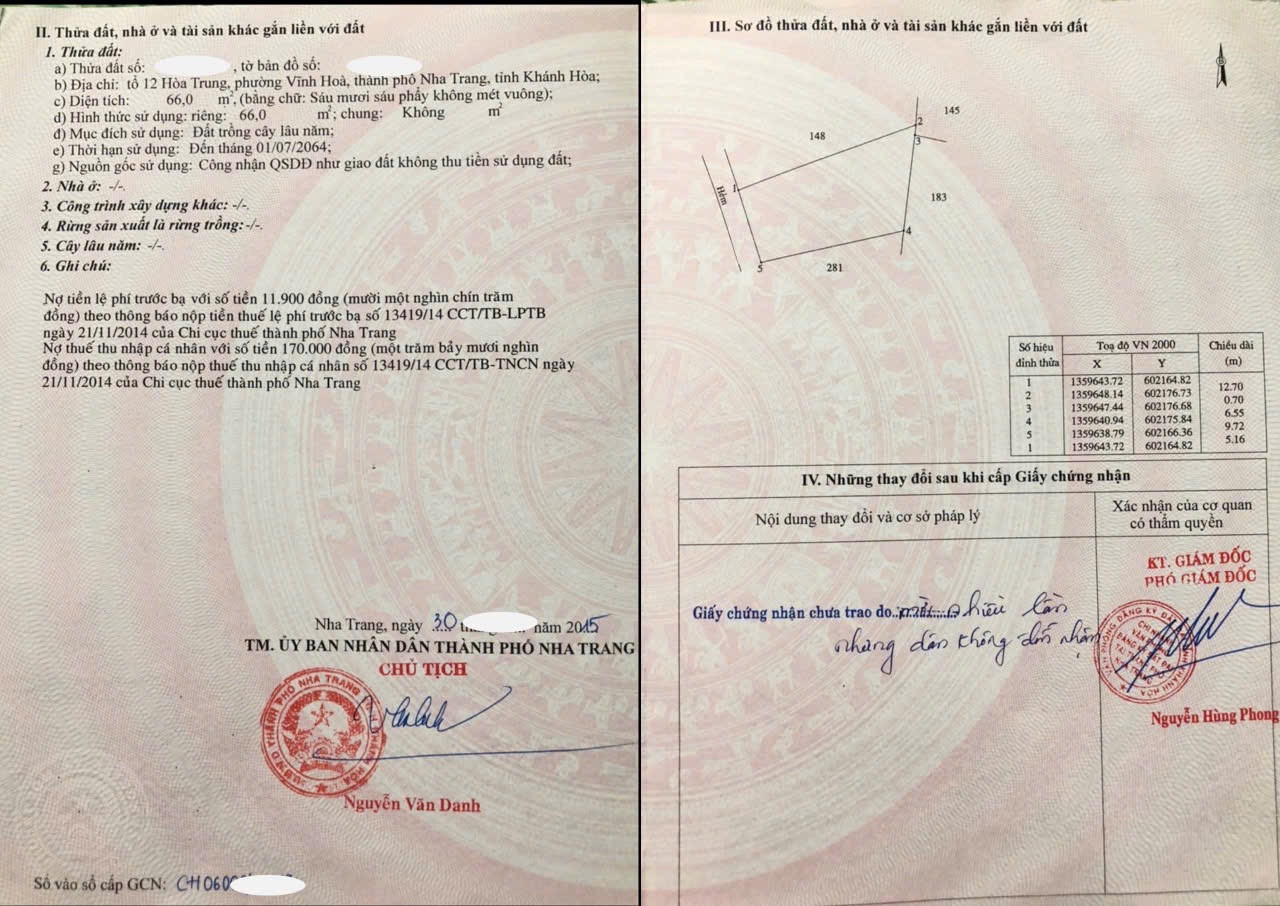 II. Thửa đất, nhà ở và tài sản khác gắn liền với đất
1. Thửa đất:
a) Thửa đất số: , tờ bản đồ số:
b) Địa chỉ: tổ 12 Hòa Trung, phường Vĩnh Hoà, thành phố Nha Trang, tỉnh Khánh Hòa;
c) Diện tích: 66,0 m², (bằng chữ: Sáu mươi sáu phẩy không mét vuông);
d) Hình thức sử dụng: riêng: 66,0 m²; chung: Không m²
đ) Mục đích sử dụng: Đất trồng cây lâu năm;
e) Thời hạn sử dụng: Đến tháng 01/07/2064;
g) Nguồn gốc sử dụng: Công nhận QSDĐ như giao đất không thu tiền sử dụng đất;
2. Nhà ở: -/-.
3. Công trình xây dựng khác: -/-.
4. Rừng sản xuất là rừng trồng: -/-.
5. Cây lâu năm: -/-.
6. Ghi chú:
Nợ tiền lệ phí trước bạ với số tiền 11.900 đồng (mười một nghìn chín trăm
đồng) theo thông báo nộp tiền thuế lệ phí trước bạ số 13419/14 CCT/TB-LPTB
ngày 21/11/2014 của Chi cục thuế thành phố Nha Trang
Nợ thuế thu nhập cá nhân với số tiền 170.000 đồng (một trăm bảy mươi nghìn
đồng) theo thông báo nộp thuế thu nhập cá nhân số 13419/14 CCT/TB-TNCN ngày
21/11/2014 của Chi cục thuế thành phố Nha Trang
Nha Trang, ngày 30 năm 2015
TM. ỦY BAN NHÂN DÂN THÀNH PHỐ NHA TRANG
CHỦ TỊCH
Nguyễn Văn Danh
Số vào sổ cấp GCN: CH060
III. Sơ đồ thửa đất, nhà ở và tài sản khác gắn liền với đất
B
145
2
148
3
1
Hẻm
183
4
5
281
Số hiệu đỉnh thửa Toạ độ VN 2000 Chiều dài (m)
X Y
1 1359643.72 602164.82
12.70
2 1359648.14 602176.73
0.70
3 1359647.44 602176.68
6.55
4 1359640.94 602175.84
9.72
5 1359638.79 602166.36
5.16
1 1359643.72 602164.82
IV. Những thay đổi sau khi cấp Giấy chứng nhận
Nội dung thay đổi và cơ sở pháp lý
Xác nhận của cơ quan
có thẩm quyền
KT. GIÁM ĐỐC
PHÓ GIÁM ĐỐC
Giấy chứng nhận chưa trao do nhiều lần
nhưng dân không đến nhận
Nguyễn Hùng Phong